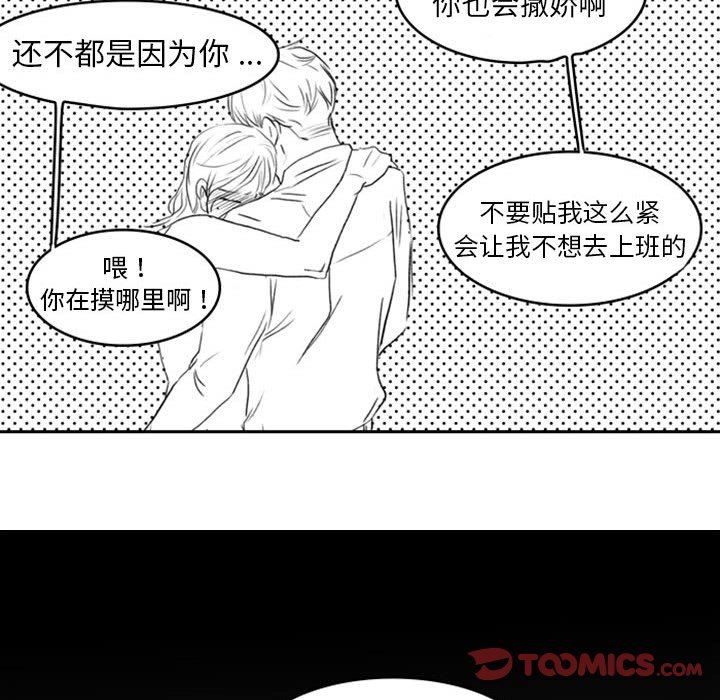 你也会撒娇啊
还不都是因为你...
不要贴我这么紧
会让我不想去上班的
喂！
你在摸哪里啊！
TOOMICS.COM